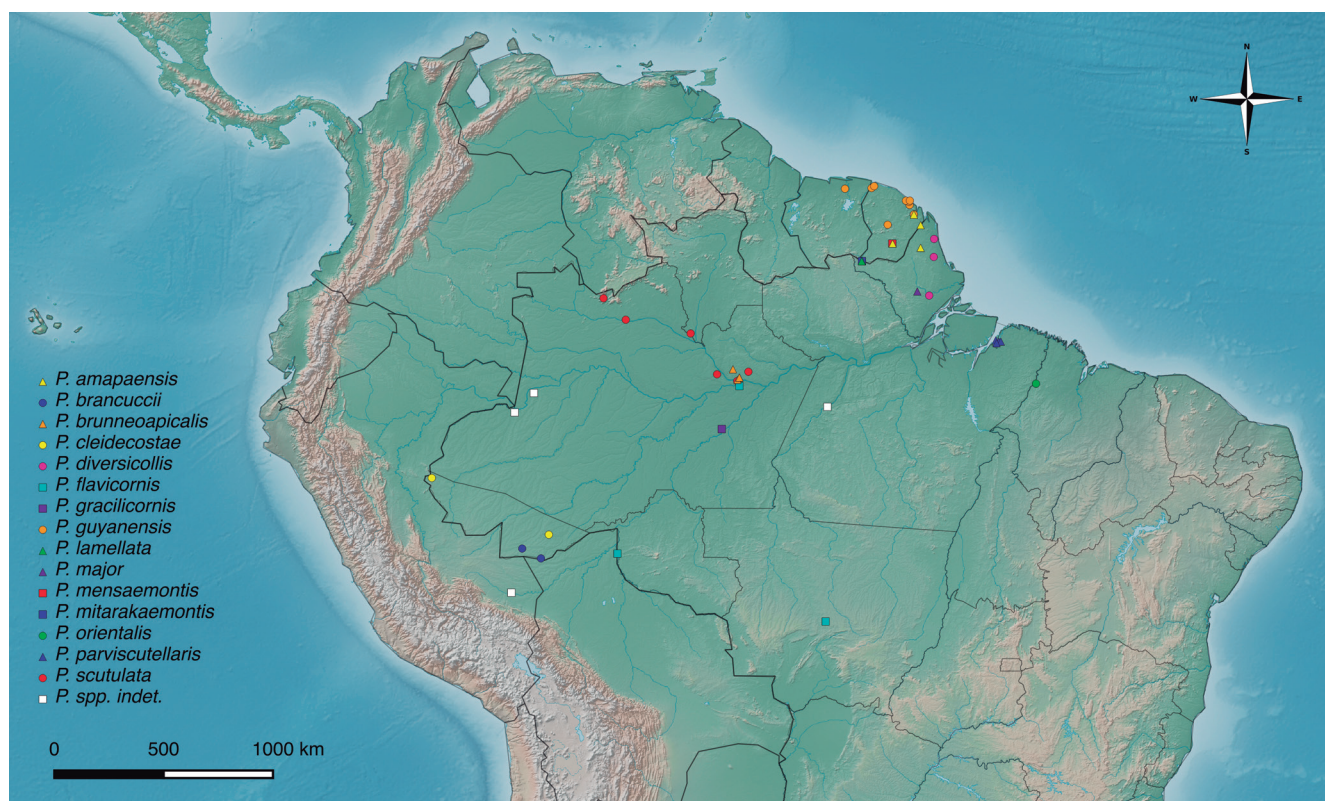 N
W E
S
P. amapaensis
P. brancuccii
P. brunneoapicalis
P. cleidecostae
P. diversicollis
P. flavicornis
P. gracilicornis
P. guyanensis
P. lamellata
P. major
P. mensaemontis
P. mitarakaemontis
P. orientalis
P. parviscutellaris
P. scutulata
P. spp. indet.
0 500 1000 km